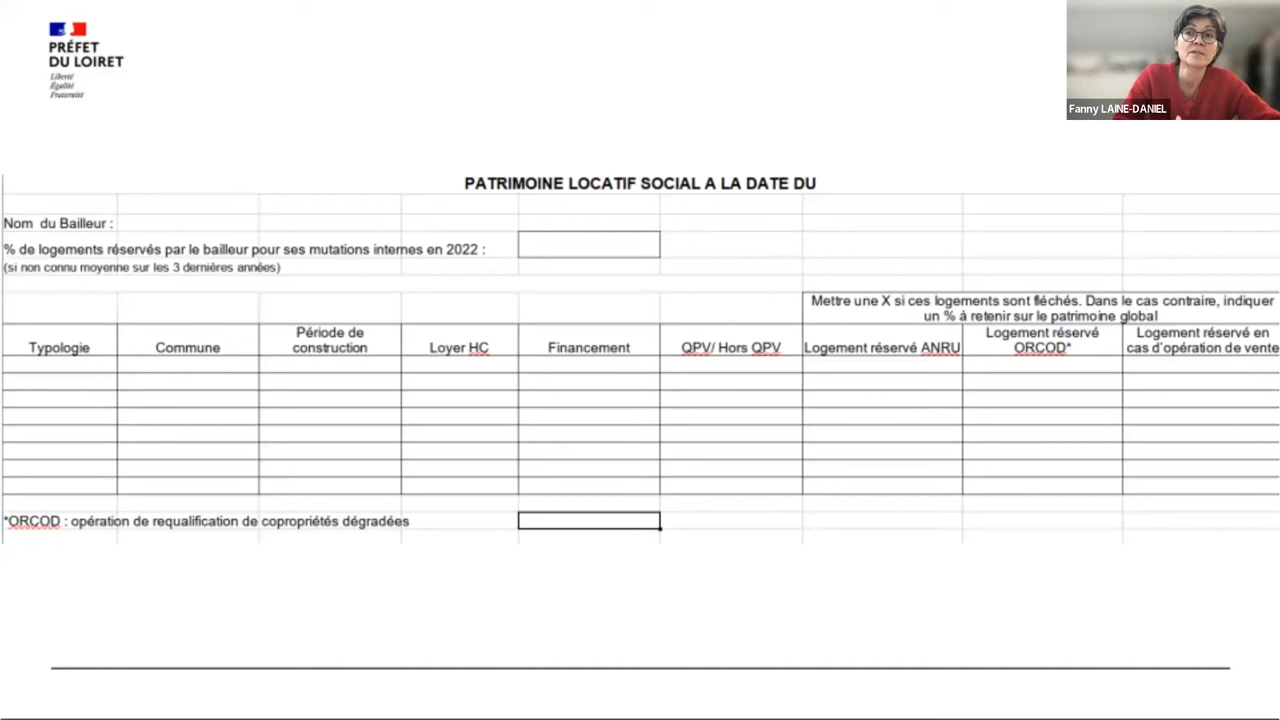 PRÉFET
DU LOIRET
Liberté
Égalité
Fraternité
Fanny LAINE-DANIEL
PATRIMOINE LOCATIF SOCIAL A LA DATE DU
Nom du Bailleur :
% de logements réservés par le bailleur pour ses mutations internes en 2022 :
(si non connu moyenne sur les 3 dernières années)
Mettre une X si ces logements sont fléchés. Dans le cas contraire, indiquer
un % à retenir sur le patrimoine global
Typologie
Commune
Période de
construction
Loyer HC
Financement
QPV/ Hors QPV
Logement réservé ANRU
Logement réservé
ORCOD*
Logement réservé en
cas d'opération de vente
*ORCOD : opération de requalification de copropriétés dégradées